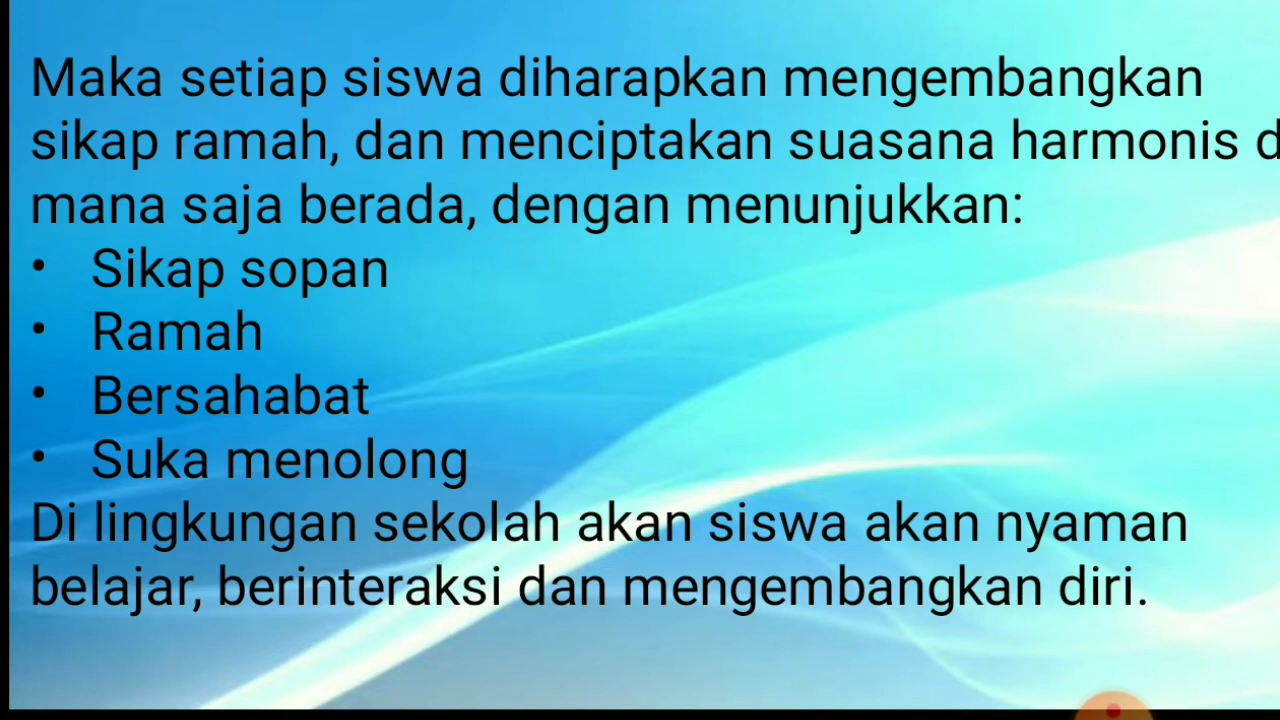 Maka setiap siswa diharapkan mengembangkan
sikap ramah, dan menciptakan suasana harmonis d
mana saja berada, dengan menunjukkan:
• Sikap sopan
• Ramah
• Bersahabat
• Suka menolong
Di lingkungan sekolah akan siswa akan nyaman
belajar, berinteraksi dan mengembangkan diri.